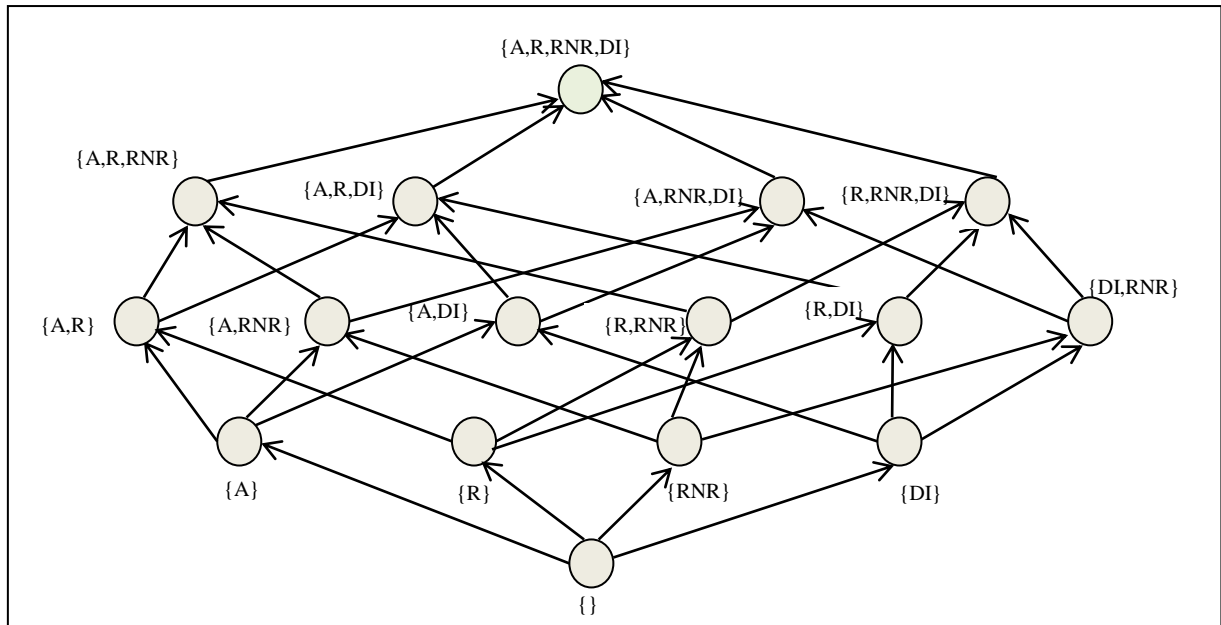 {A,R,RNR,DI}
{A,R,RNR}
{A,R,DI}
{A,RNR,DI}
{R,RNR,DI}
{A,R}
{A,RNR}
{A,DI}
{R,RNR}
{R,DI}
{DI,RNR}
{A}
{R}
{RNR}
{DI}
{}